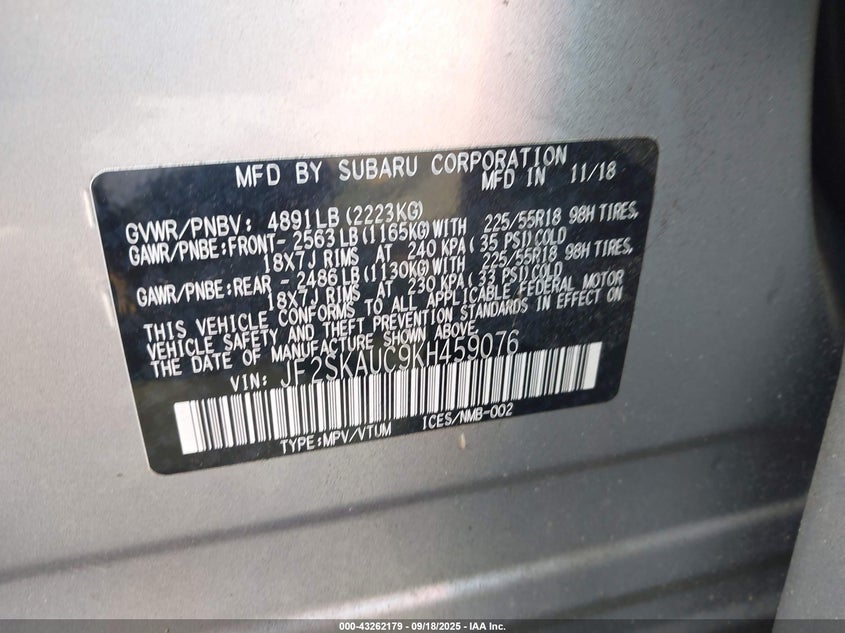 MFD BY SUBARU CORPORATION
MFD IN 11/18
GVWR/PNBV: 4891LB(2223KG)
GAWR/PNBE:FRONT- 2563LB(1165KG)WITH 225/55R18 98H TIRES,
18X7J RIMS AT 240 KPA(35 PSI)COLD
GAWR/PNBE:REAR - 2486LB(1130KG)WITH 225/55R18 98H TIRES,
18X7J RIMS AT 230 KPA(33 PSI)COLD
THIS VEHICLE CONFORMS TO ALL APPLICABLE FEDERAL MOTOR
VEHICLE SAFETY AND THEFT PREVENTION STANDARDS IN EFFECT ON
THE DATE OF MANUFACTURE SHOWN ABOVE.
VIN: JF2SKAUC9KH459076
TYPE:MPV/VTUM ICES/NMB-002
000-43262179 - 09/18/2025 - IAA Inc.